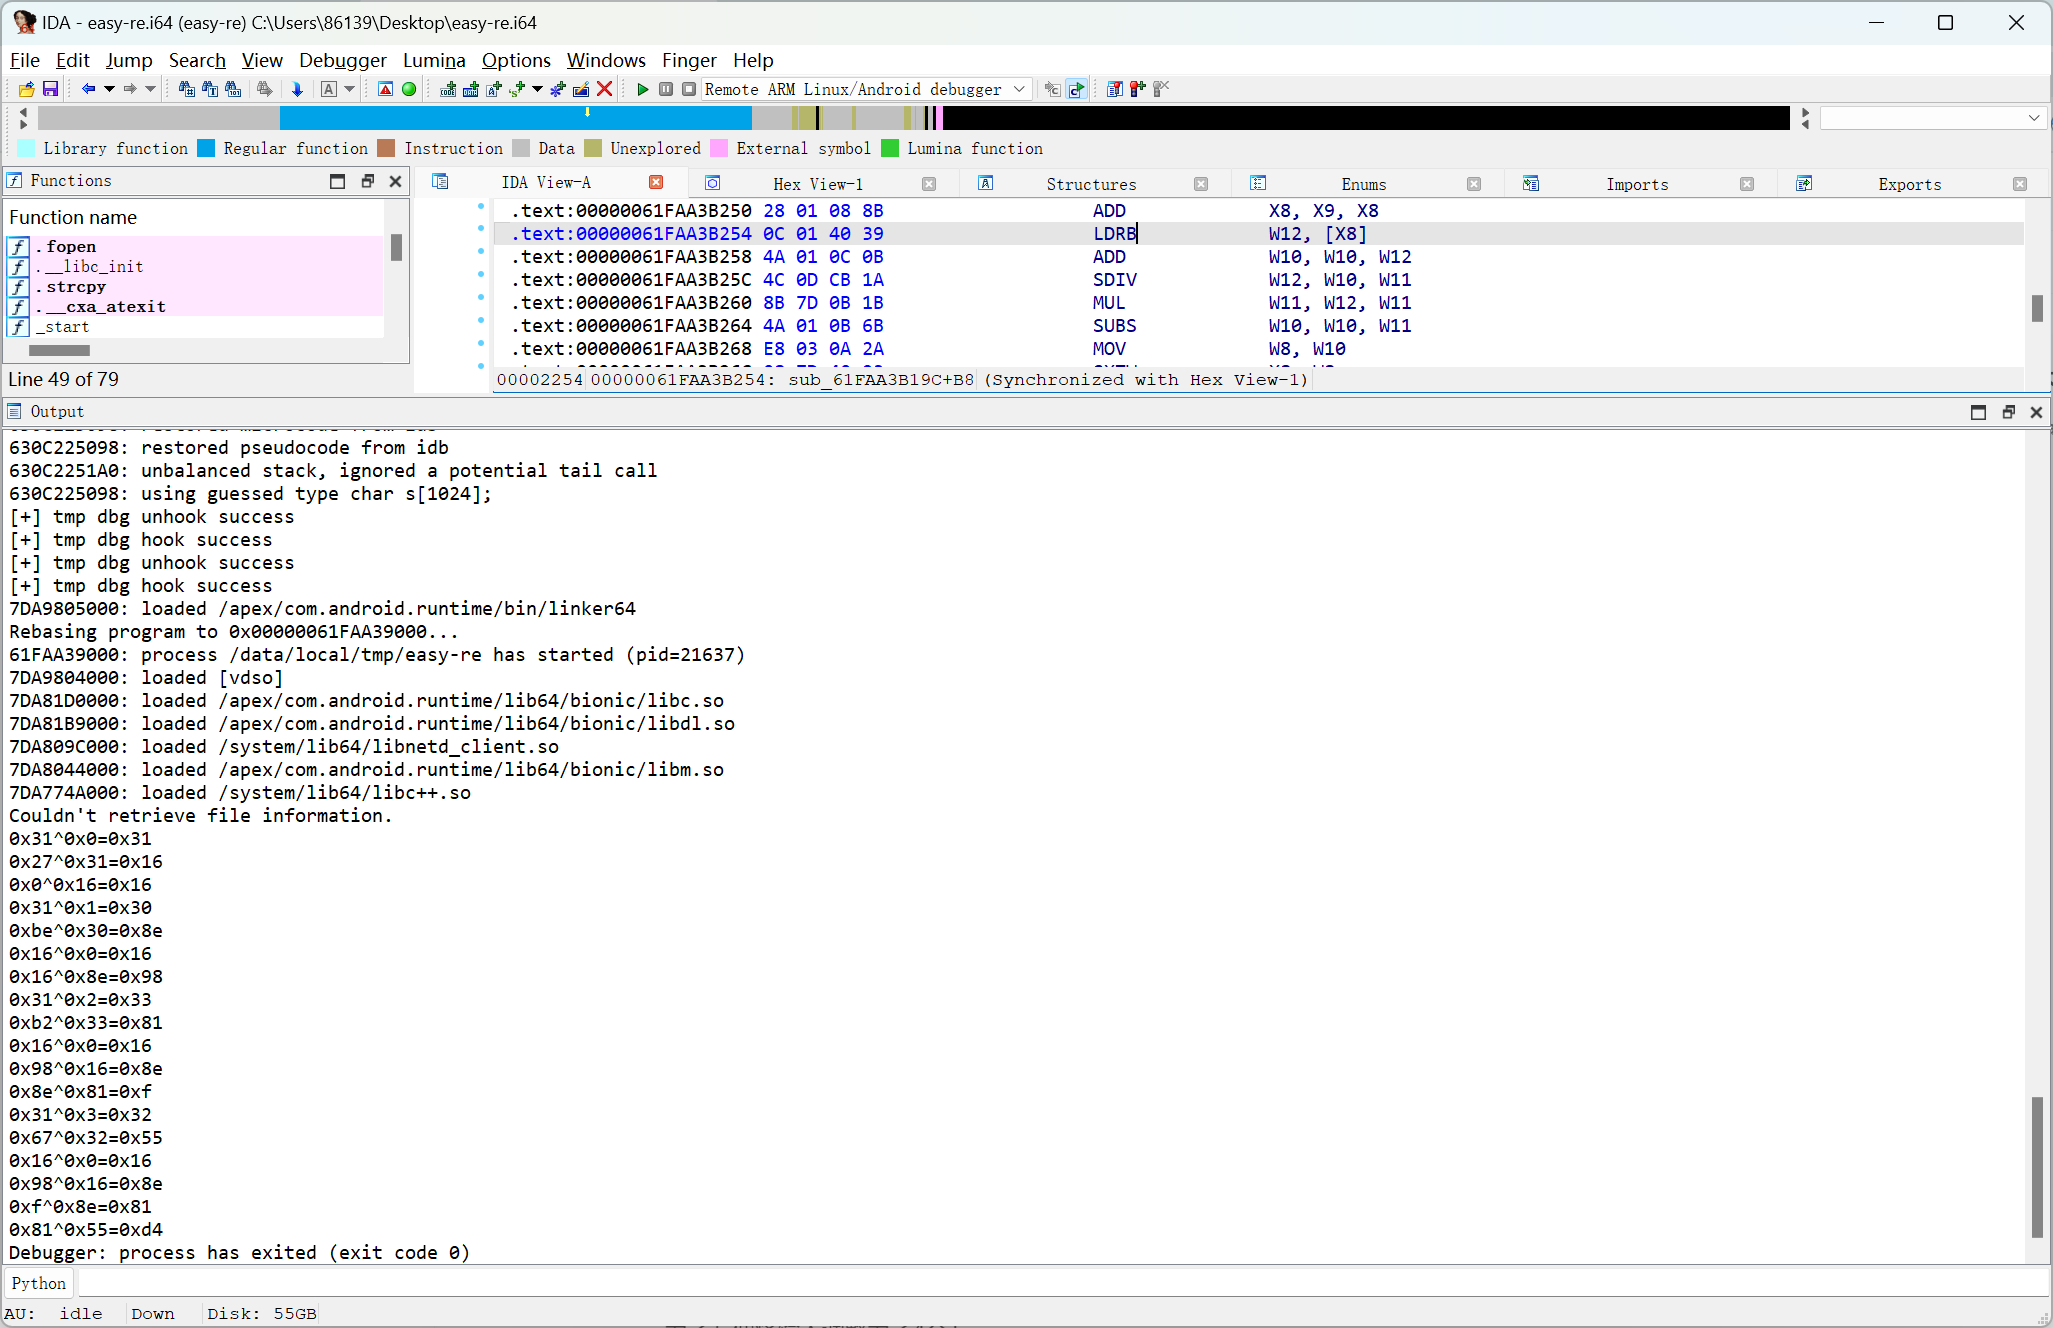 IDA - easy-re.i64 (easy-re) C:\Users\86139\Desktop\easy-re.i64
File Edit Jump Search View Debugger Lumina Options Windows Finger Help
Remote ARM Linux/Android debugger
Library function Regular function Instruction Data Unexplored External symbol Lumina function
Functions
Function name
.fopen
.__libc_init
.strcpy
.__cxa_atexit
_start
Line 49 of 79
IDA View-A Hex View-1 Structures Enums Imports Exports
.text:00000061FAA3B250 28 01 08 8B ADD X8, X9, X8
.text:00000061FAA3B254 0C 01 40 39 LDRB W12, [X8]
.text:00000061FAA3B258 4A 01 0C 0B ADD W10, W10, W12
.text:00000061FAA3B25C 4C 0D CB 1A SDIV W12, W10, W11
.text:00000061FAA3B260 8B 7D 0B 1B MUL W11, W12, W11
.text:00000061FAA3B264 4A 01 0B 6B SUBS W10, W10, W11
.text:00000061FAA3B268 E8 03 0A 2A MOV W8, W10
00002254 00000061FAA3B254: sub_61FAA3B19C+B8 (Synchronized with Hex View-1)
Output
630C225098: restored pseudocode from idb
630C2251A0: unbalanced stack, ignored a potential tail call
630C225098: using guessed type char s[1024];
[+] tmp dbg unhook success
[+] tmp dbg hook success
[+] tmp dbg unhook success
[+] tmp dbg hook success
7DA9805000: loaded /apex/com.android.runtime/bin/linker64
Rebasing program to 0x00000061FAA39000...
61FAA39000: process /data/local/tmp/easy-re has started (pid=21637)
7DA9804000: loaded [vdso]
7DA81D0000: loaded /apex/com.android.runtime/lib64/bionic/libc.so
7DA81B9000: loaded /apex/com.android.runtime/lib64/bionic/libdl.so
7DA809C000: loaded /system/lib64/libnetd_client.so
7DA8044000: loaded /apex/com.android.runtime/lib64/bionic/libm.so
7DA774A000: loaded /system/lib64/libc++.so
Couldn't retrieve file information.
0x31^0x0=0x31
0x27^0x31=0x16
0x0^0x16=0x16
0x31^0x1=0x30
0xbe^0x30=0x8e
0x16^0x0=0x16
0x16^0x8e=0x98
0x31^0x2=0x33
0xb2^0x33=0x81
0x16^0x0=0x16
0x98^0x16=0x8e
0x8e^0x81=0xf
0x31^0x3=0x32
0x67^0x32=0x55
0x16^0x0=0x16
0x98^0x16=0x8e
0xf^0x8e=0x81
0x81^0x55=0xd4
Debugger: process has exited (exit code 0)
Python
AU: idle Down Disk: 55GB